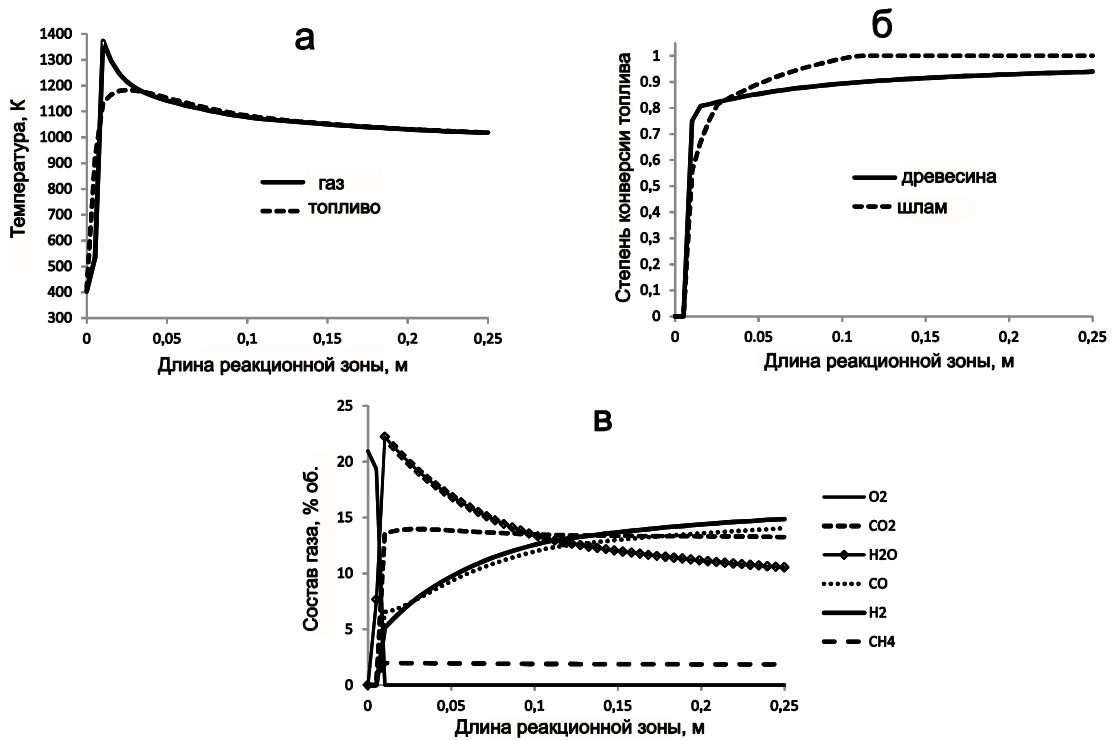 а
1400
1300
1200
1100
1000
900
800
700
600
500
400
300
0
0,05
0,1
0,15
0,2
0,25
Температура, К
Длина реакционной зоны, м
газ
топливо
б
1
0.9
0.8
0.7
0,6
0,5
0,4
0,3
0,2
0,1
0
0
0.05
0.1
0,15
0,2
0,25
Степень конверсии топлива
Длина реакционной зоны, м
древесина
шлам
в
25
20
15
10
5
0
0
0,05
0,1
0,15
0,2
0,25
Состав газа, % об.
Длина реакционной зоны, м
O2
CO2
H2O
CO
H2
CH4